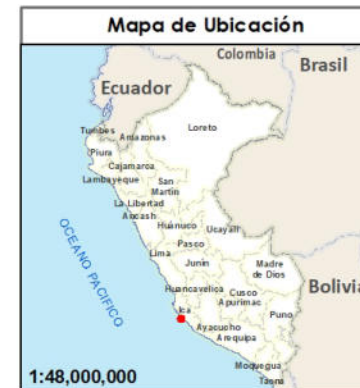 Mapa de Ubicación
Colombia
Brasil
Ecuador
Loreto
Tumbes
Amazonas
Piura
Cajamarca
Lambayeque
San
Martin
La Libertad
Ancash
Huánuco
Ucayali
Pasco
Junin
Lima
Madre
de Dios
Huancavelica
Cusco
Bolivia
Apurimac
Puno
Ica
Ayacucho
Arequipa
Moquegua
Tacna
OCEANO PACIFICO
1:48,000,000